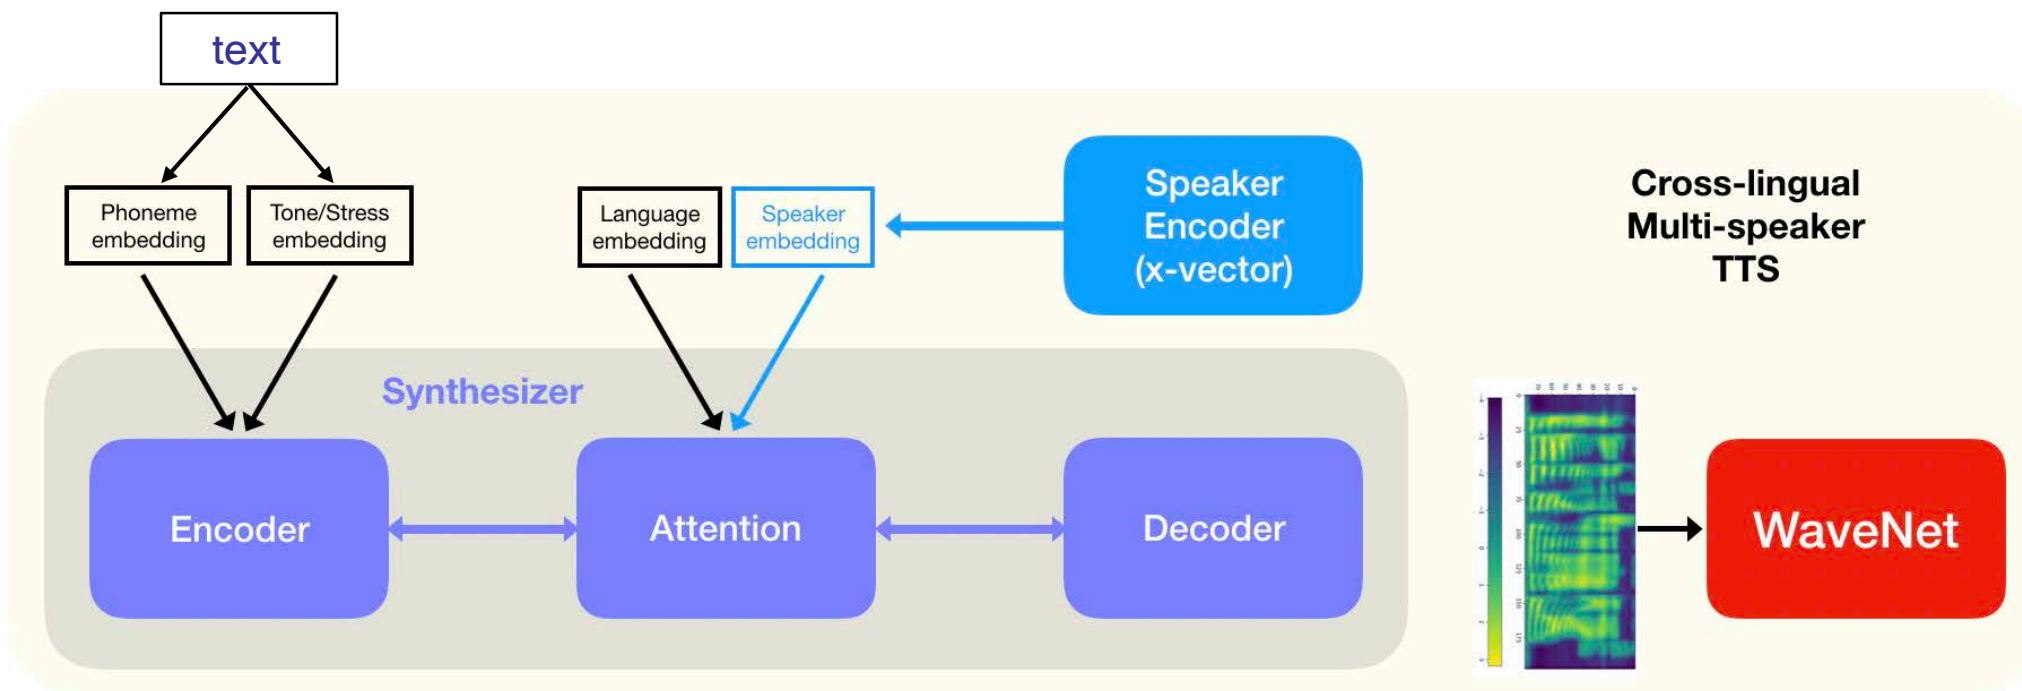 text
Phoneme
embedding
Tone/Stress
embedding
Language
embedding
Speaker
embedding
Speaker
Encoder
(x-vector)
Cross-lingual
Multi-speaker
TTS
Synthesizer
Encoder
Attention
Decoder
WaveNet